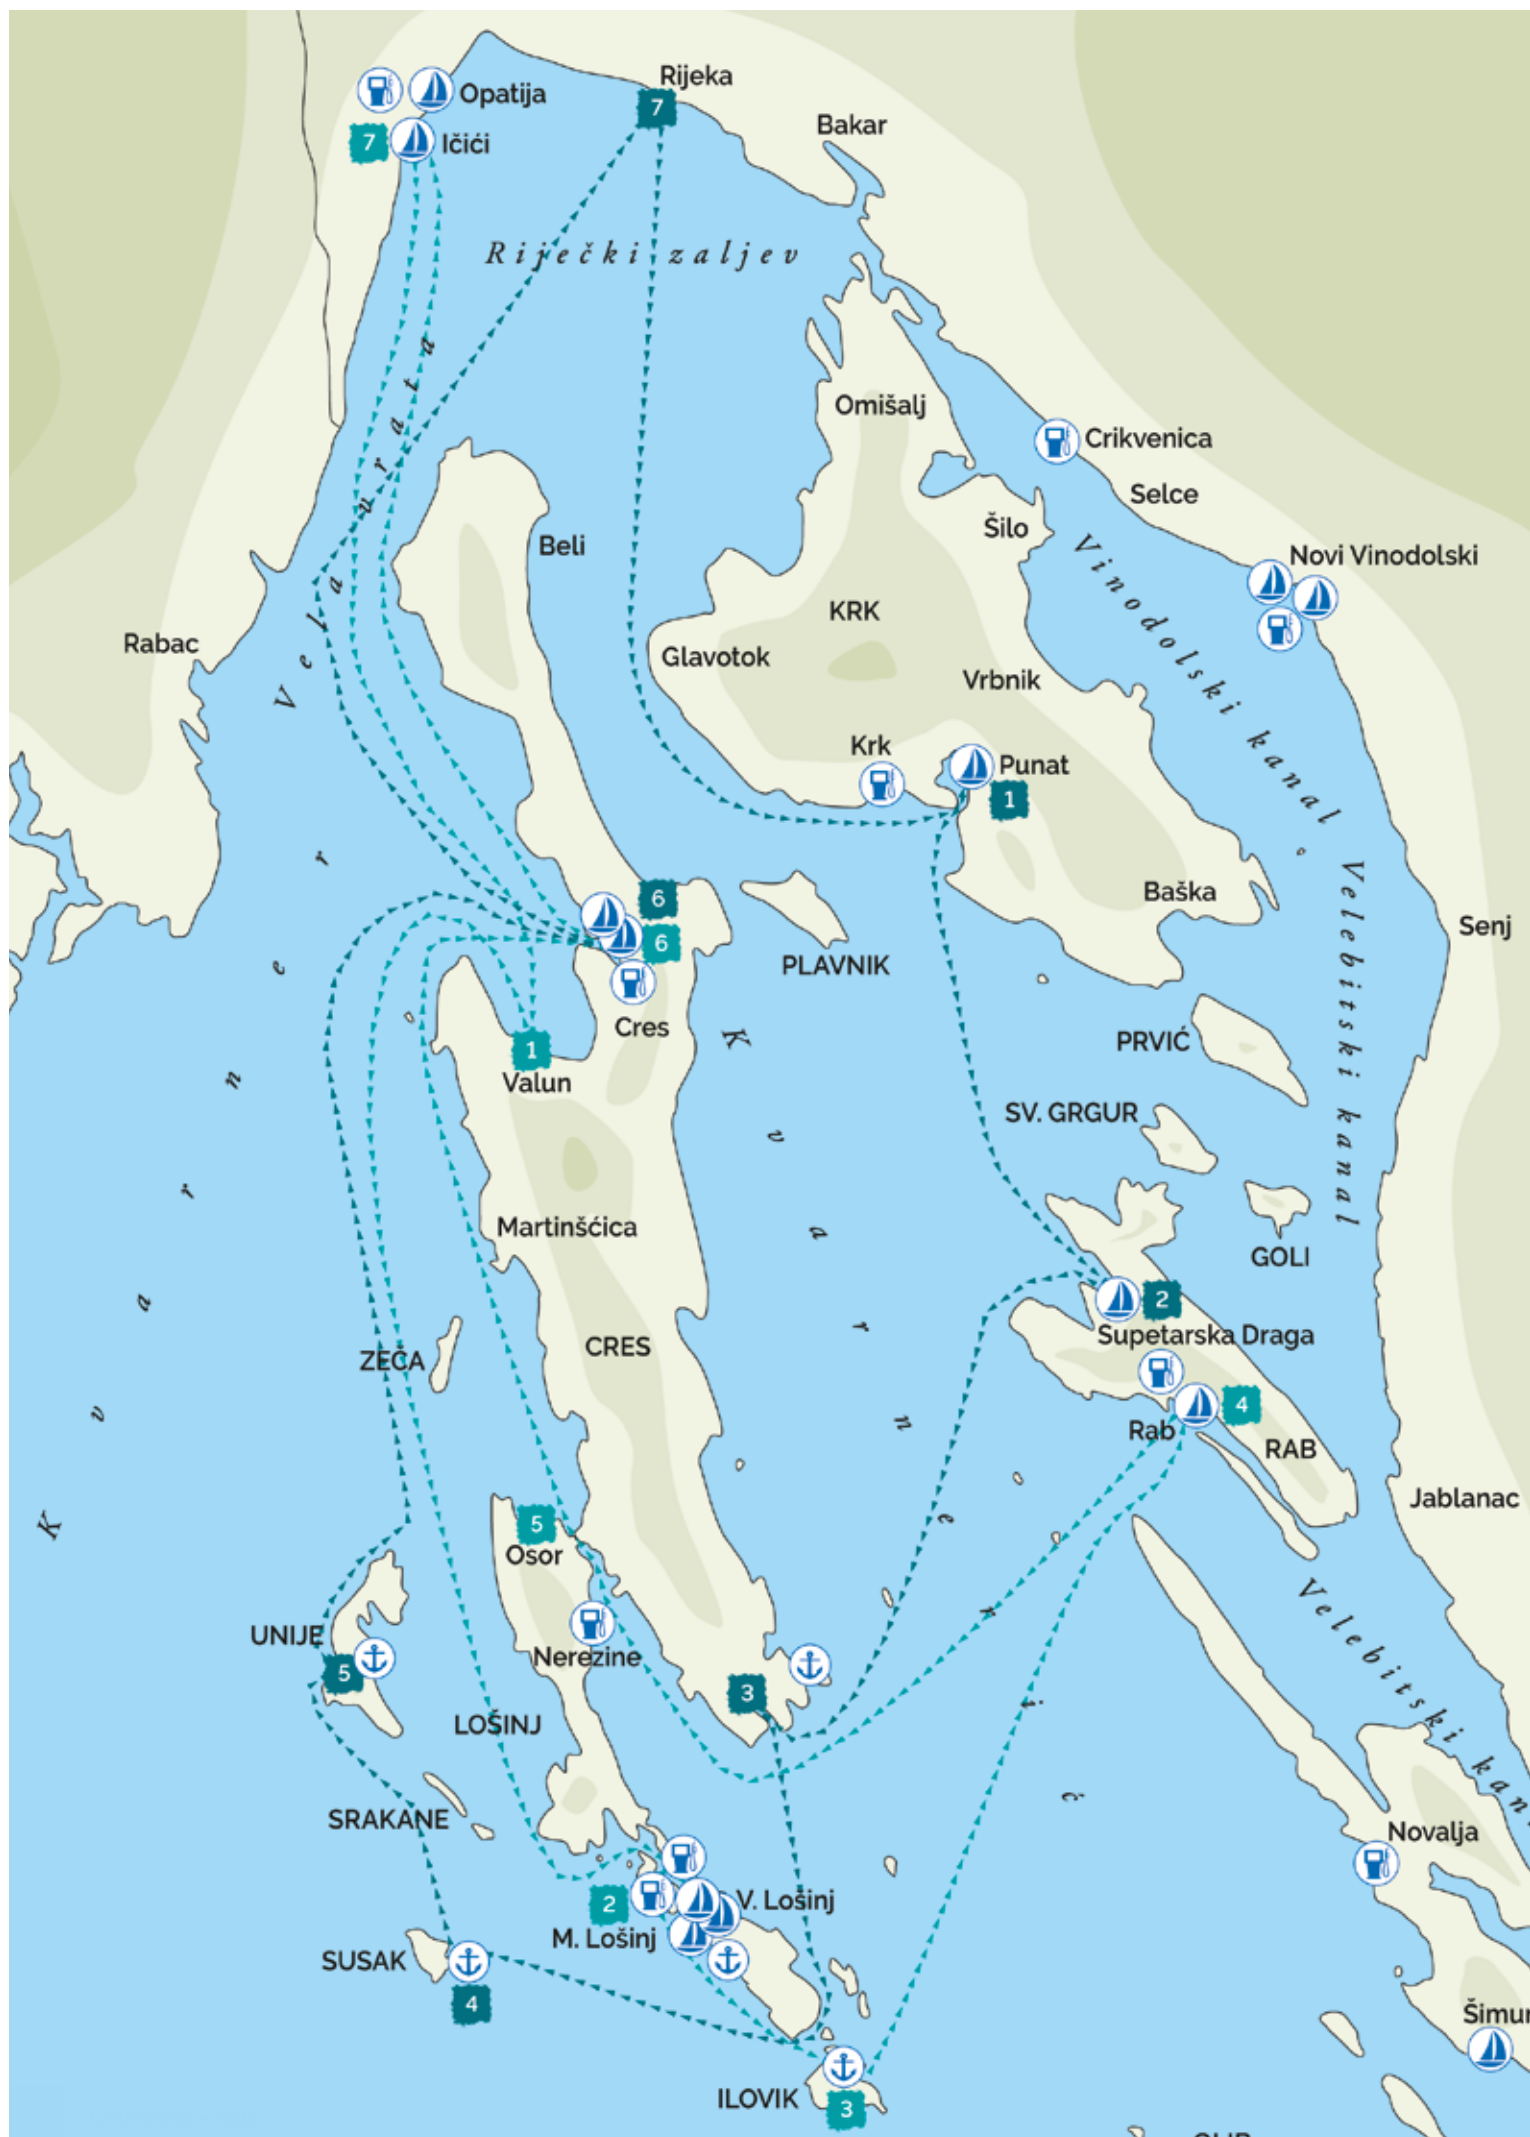 Rijeka
7
Opatija
Bakar
7
Ičići
Riječki zaljev
Omišalj
Crikvenica
Selce
Šilo
Beli
Novi Vinodolski
Vinodolski kanal
KRK
Rabac
Glavotok
Vela vrata
Vrbnik
Krk
Punat
1
Baška
6
Senj
6
PLAVNIK
Velebitski kanal
Cres
PRVIĆ
1
Valun
SV. GRGUR
Martinšćica
GOLI
2
Supetarska Draga
CRES
ZEČA
4
Rab
RAB
Kvarner
Kvarnerić
Jablanac
5
Osor
UNIJE
Nerezine
5
3
Velebitski kan
LOŠINJ
SRAKANE
Novalja
2
V. Lošinj
M. Lošinj
SUSAK
4
Šimu
ILOVIK
3